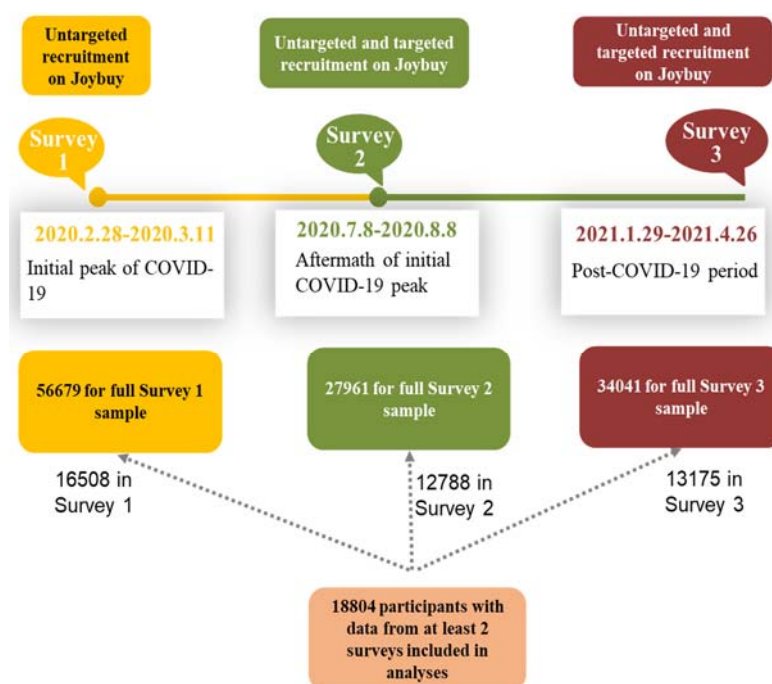 Untargeted
recruitment
on Joybuy
Untargeted and targeted
recruitment on Joybuy
Untargeted and
targeted recruitment
on Joybuy
Survey
1
Survey
2
Survey
3
2020.2.28-2020.3.11
Initial peak of COVID-
19
2020.7.8-2020.8.8
Aftermath of initial
COVID-19 peak
2021.1.29-2021.4.26
Post-COVID-19 period
56679 for full Survey 1
sample
27961 for full Survey 2
sample
34041 for full Survey 3
sample
16508 in
Survey 1
12788 in
Survey 2
13175 in
Survey 3
18804 participants with
data from at least 2
surveys included in
analyses